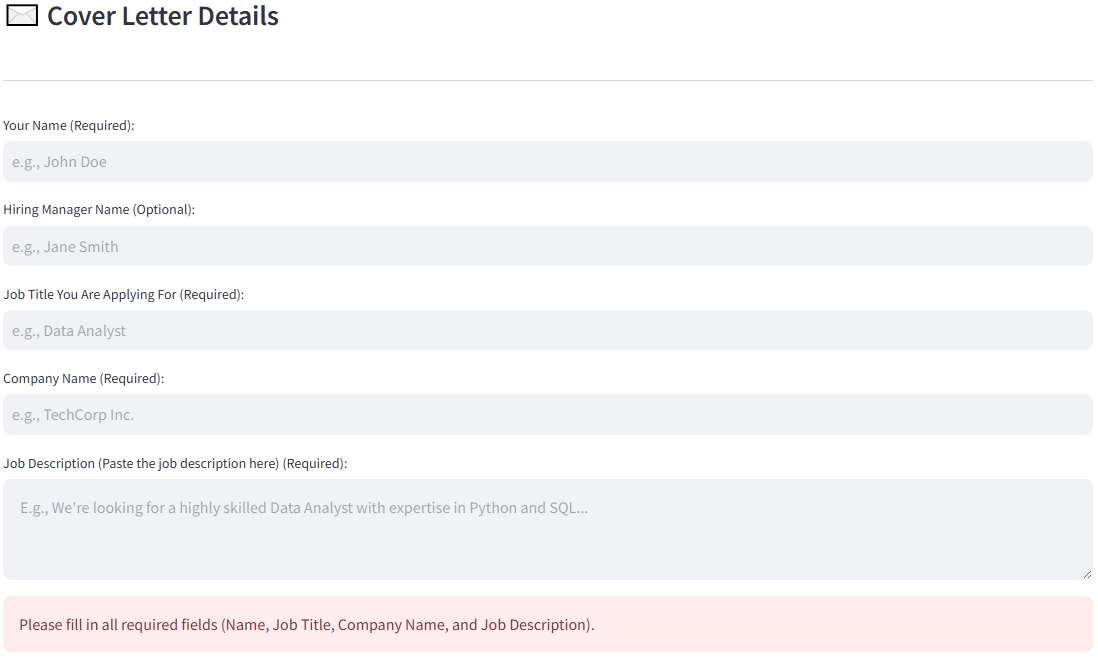 Cover Letter Details
Your Name (Required):
e.g., John Doe
Hiring Manager Name (Optional):
e.g., Jane Smith
Job Title You Are Applying For (Required):
e.g., Data Analyst
Company Name (Required):
e.g., TechCorp Inc.
Job Description (Paste the job description here) (Required):
E.g., We're looking for a highly skilled Data Analyst with expertise in Python and SQL...
Please fill in all required fields (Name, Job Title, Company Name, and Job Description).